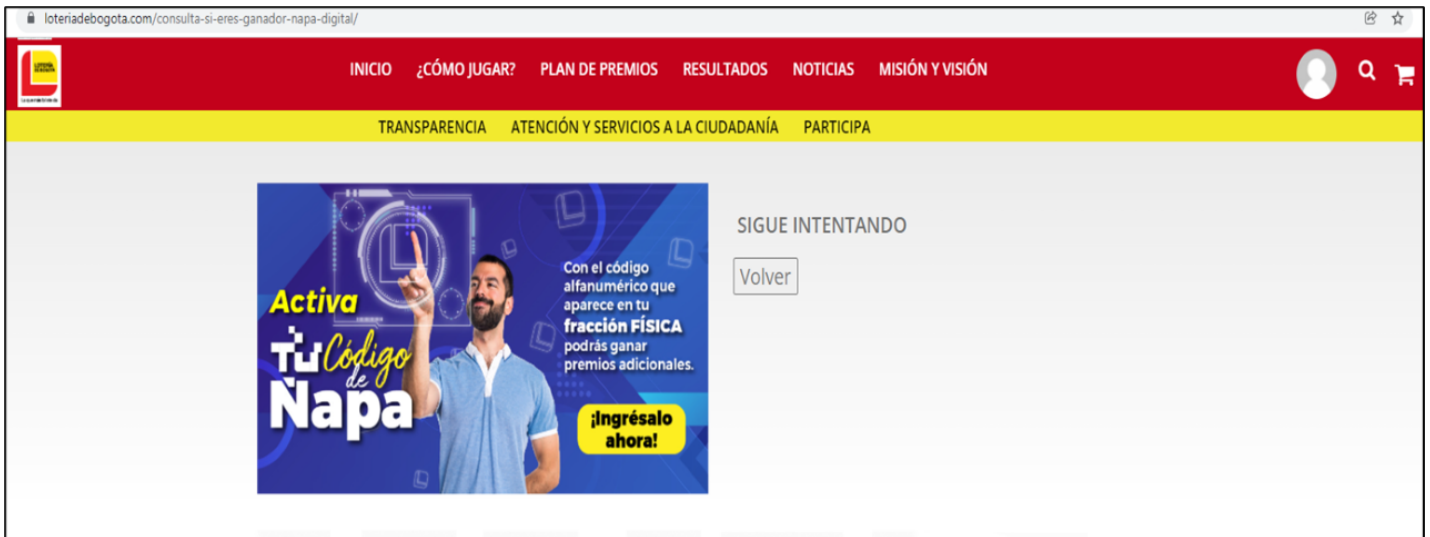 loteriadebogota.com/consulta-si-eres-ganador-napa-digital/
LOTERÍA
INICIO ¿CÓMO JUGAR? PLAN DE PREMIOS RESULTADOS NOTICIAS MISIÓN Y VISIÓN
TRANSPARENCIA ATENCIÓN Y SERVICIOS A LA CIUDADANÍA PARTICIPA
Activa
Tu Código
de
Ñapa
Con el código
alfanumérico que
aparece en tu
fracción FÍSICA
podrás ganar
premios adicionales.
¡Ingrésalo
ahora!
SIGUE INTENTANDO
Volver